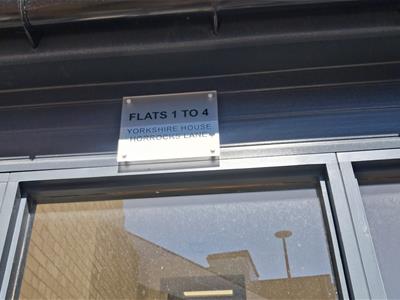 FLATS 1 TO 4
YORKSHIRE HOUSE
HORROCKS LANE